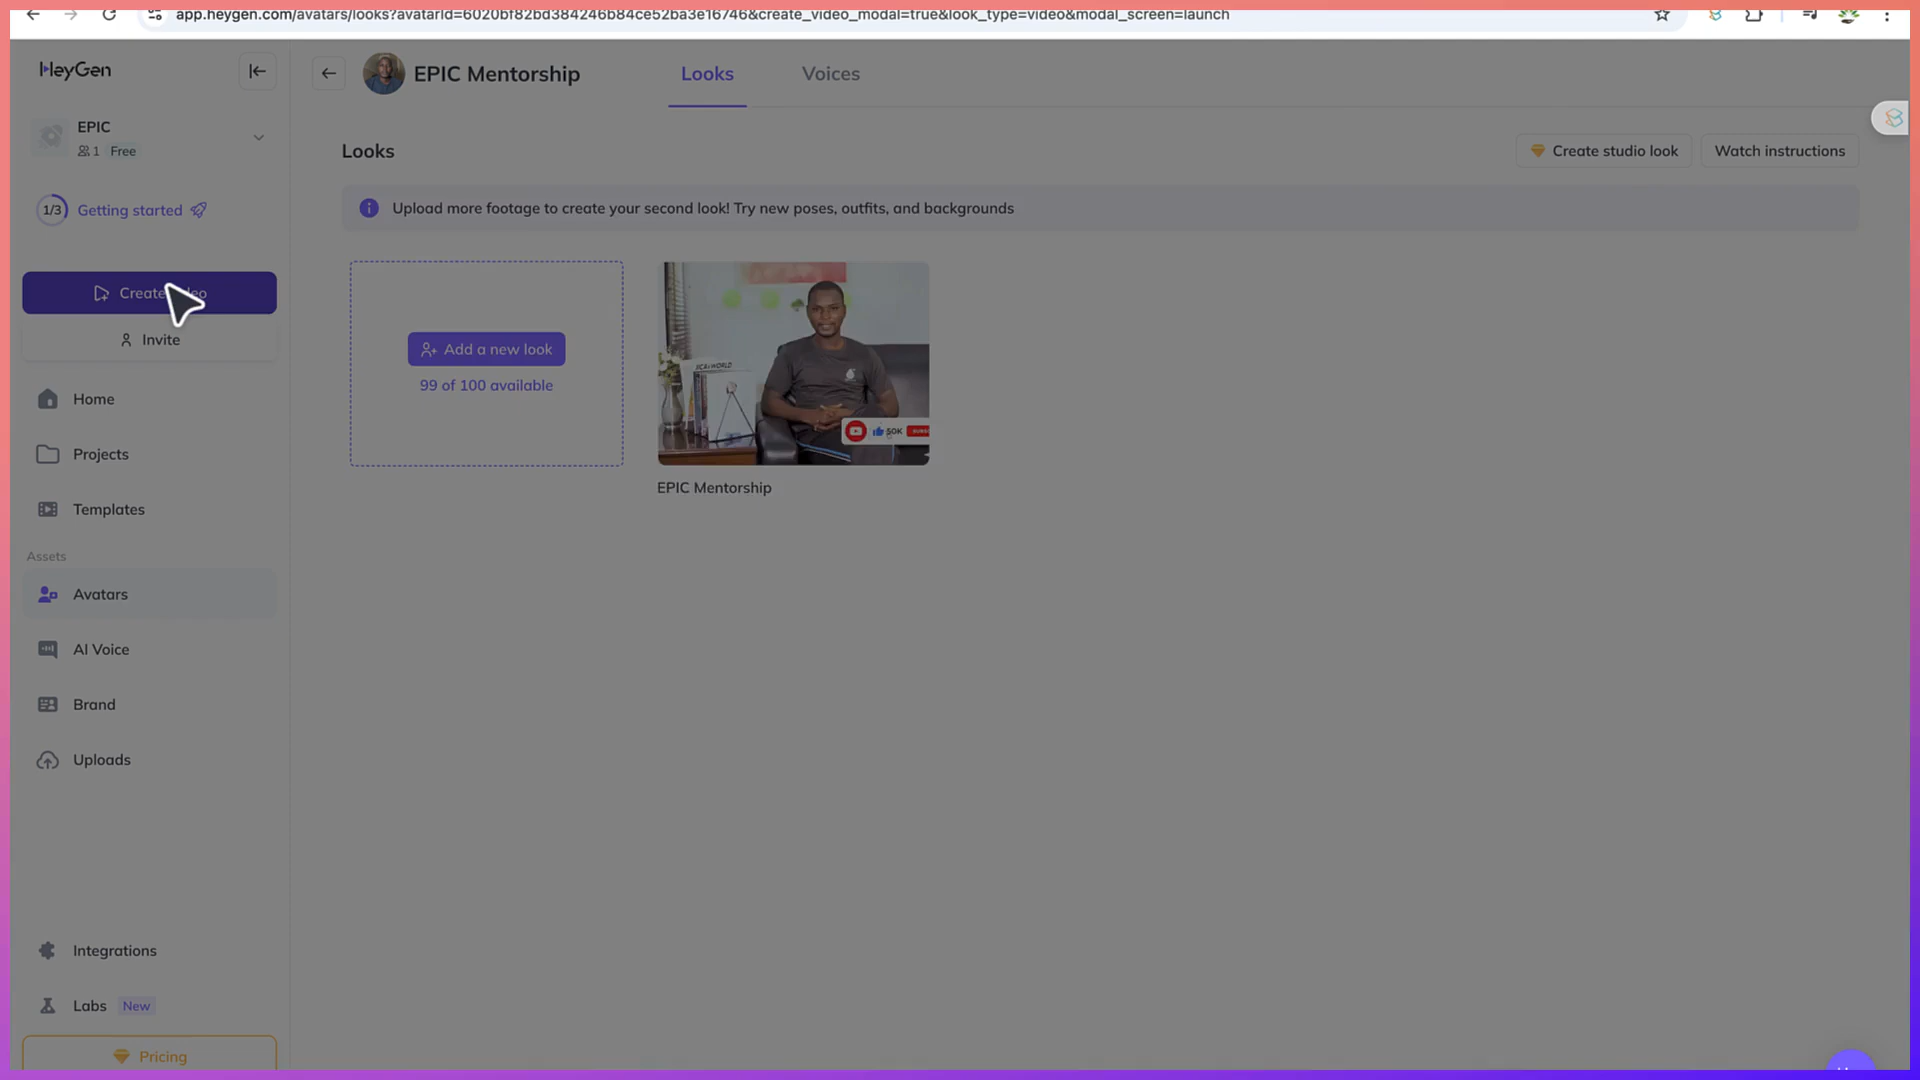 app.heygen.com/avatars/looks?avatarId=6020bf82bd384246b84ce52ba3e16746&create_video_modal=true&look_type=video&modal_screen=launch
HeyGen
EPIC Mentorship
Looks
Voices
EPIC
1 Free
Looks
Create studio look
Watch instructions
1/3 Getting started
Upload more footage to create your second look! Try new poses, outfits, and backgrounds
Create
Invite
Add a new look
99 of 100 available
50K
EPIC Mentorship
Home
Projects
Templates
Assets
Avatars
AI Voice
Brand
Uploads
Integrations
Labs New
Pricing